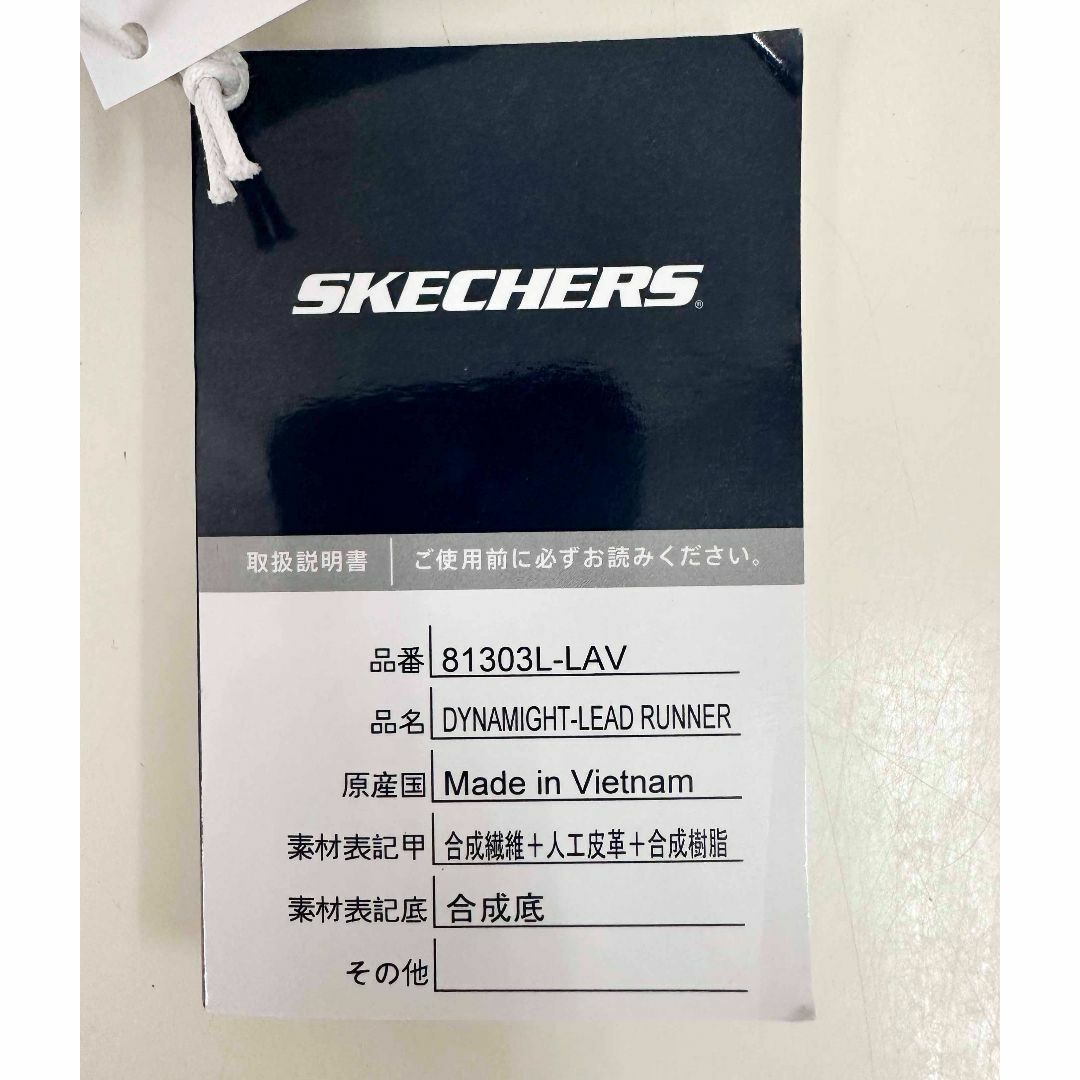 SKECHERS®
取扱説明書 ご使用前に必ずお読みください。
品番 81303L-LAV
品名 DYNAMIGHT-LEAD RUNNER
原産国 Made in Vietnam
素材表記甲 合成繊維+人工皮革+合成樹脂
素材表記底 合成底
その他